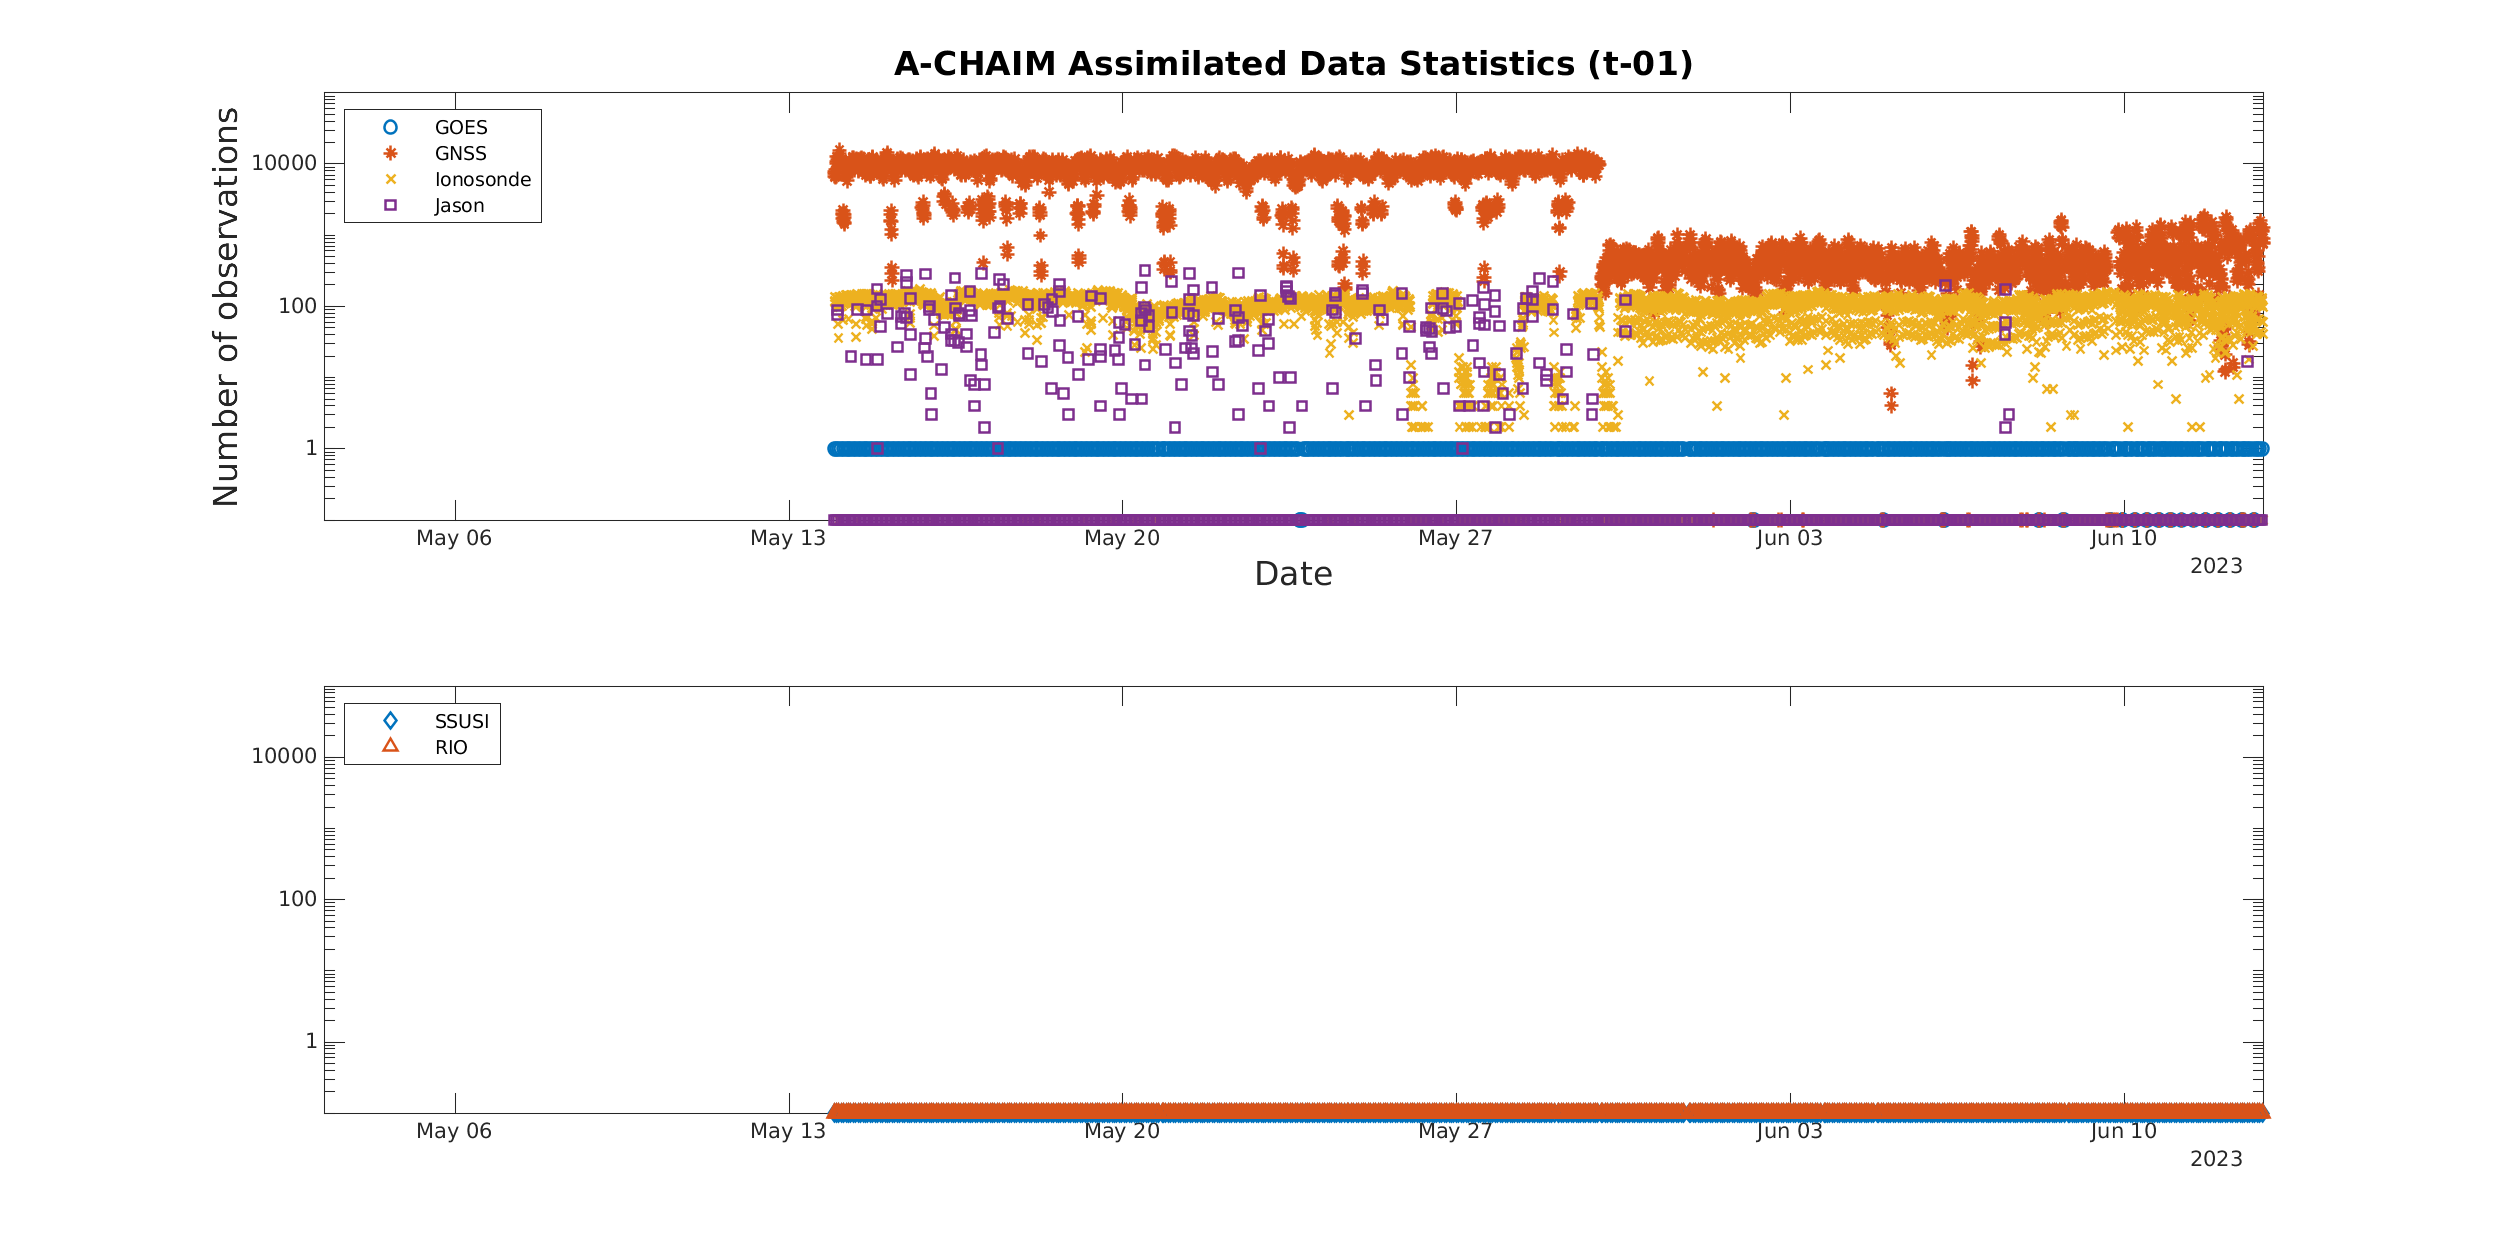 A-CHAIM Assimilated Data Statistics (t-01)
Number of observations
10000
100
1
GOES
GNSS
Ionosonde
Jason
May 06
May 13
May 20
May 27
Jun 03
Jun 10
2023
Date
10000
100
1
SSUSI
RIO
May 06
May 13
May 20
May 27
Jun 03
Jun 10
2023